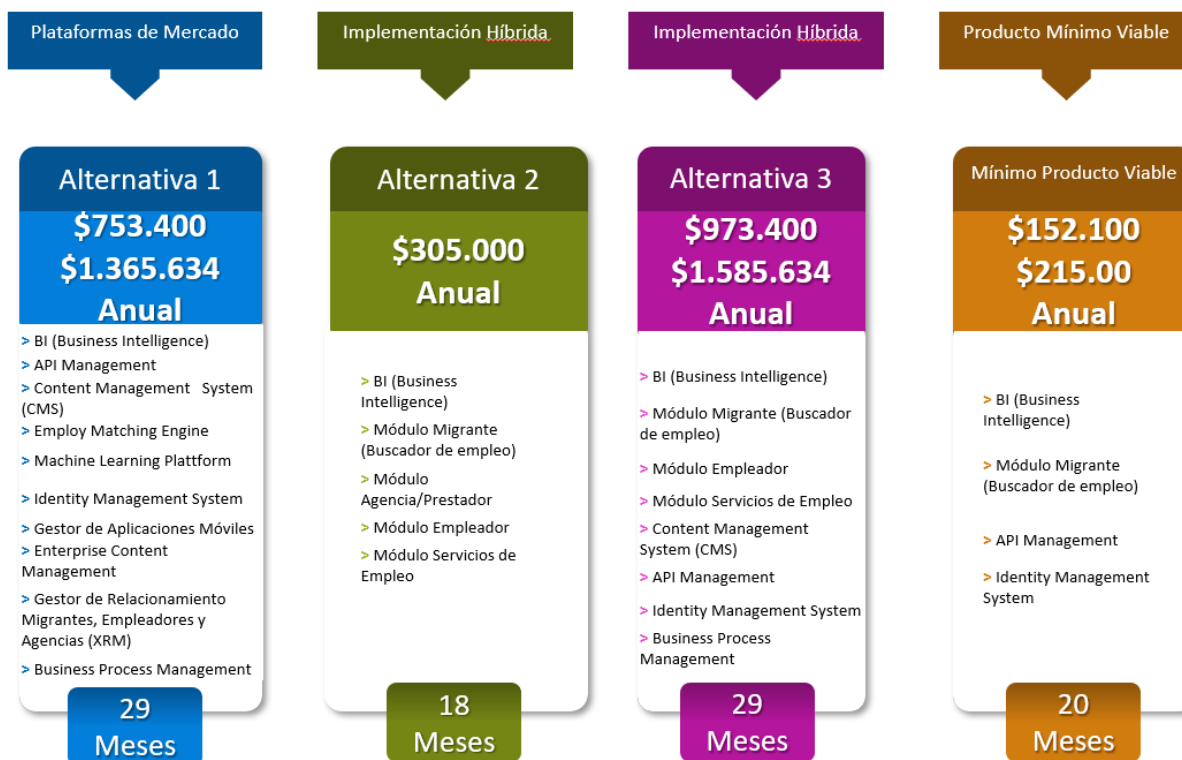 Plataformas de Mercado
Implementación Híbrida
Implementación Híbrida
Producto Mínimo Viable
Alternativa 1
$753.400
$1.365.634
Anual
> BI (Business Intelligence)
> API Management
> Content Management System
(CMS)
> Employ Matching Engine
> Machine Learning Plattform
> Identity Management System
> Gestor de Aplicaciones Móviles
> Enterprise Content
Management
> Gestor de Relacionamiento
Migrantes, Empleadores y
Agencias (XRM)
> Business Process Management
29
Meses
Alternativa 2
$305.000
Anual
> BI (Business
Intelligence)
> Módulo Migrante
(Buscador de empleo)
> Módulo
Agencia/Prestador
> Módulo Empleador
> Módulo Servicios de
Empleo
18
Meses
Alternativa 3
$973.400
$1.585.634
Anual
> BI (Business Intelligence)
> Módulo Migrante (Buscador
de empleo)
> Módulo Empleador
> Módulo Servicios de Empleo
> Content Management
System (CMS)
> API Management
> Identity Management System
> Business Process
Management
29
Meses
Mínimo Producto Viable
$152.100
$215.00
Anual
> BI (Business
Intelligence)
> Módulo Migrante
(Buscador de empleo)
> API Management
> Identity Management
System
20
Meses